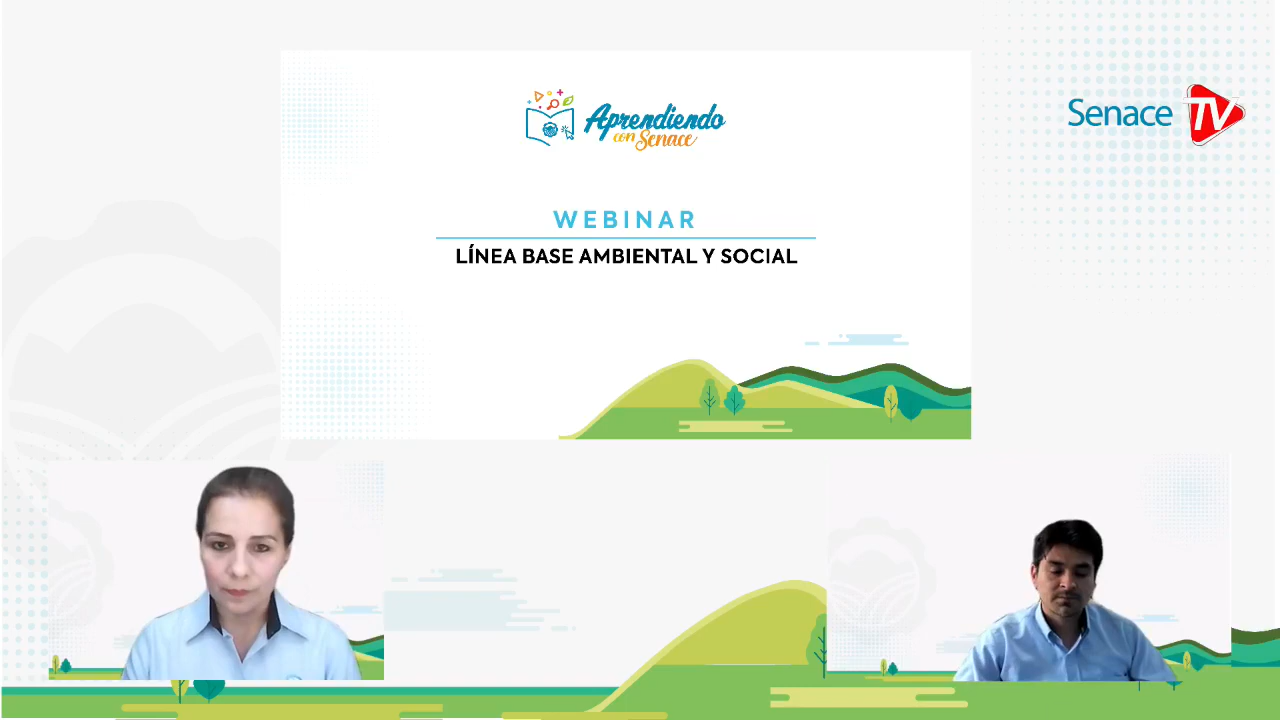 Aprendiendo
con Senace
Senace TV
WEBINAR
LÍNEA BASE AMBIENTAL Y SOCIAL